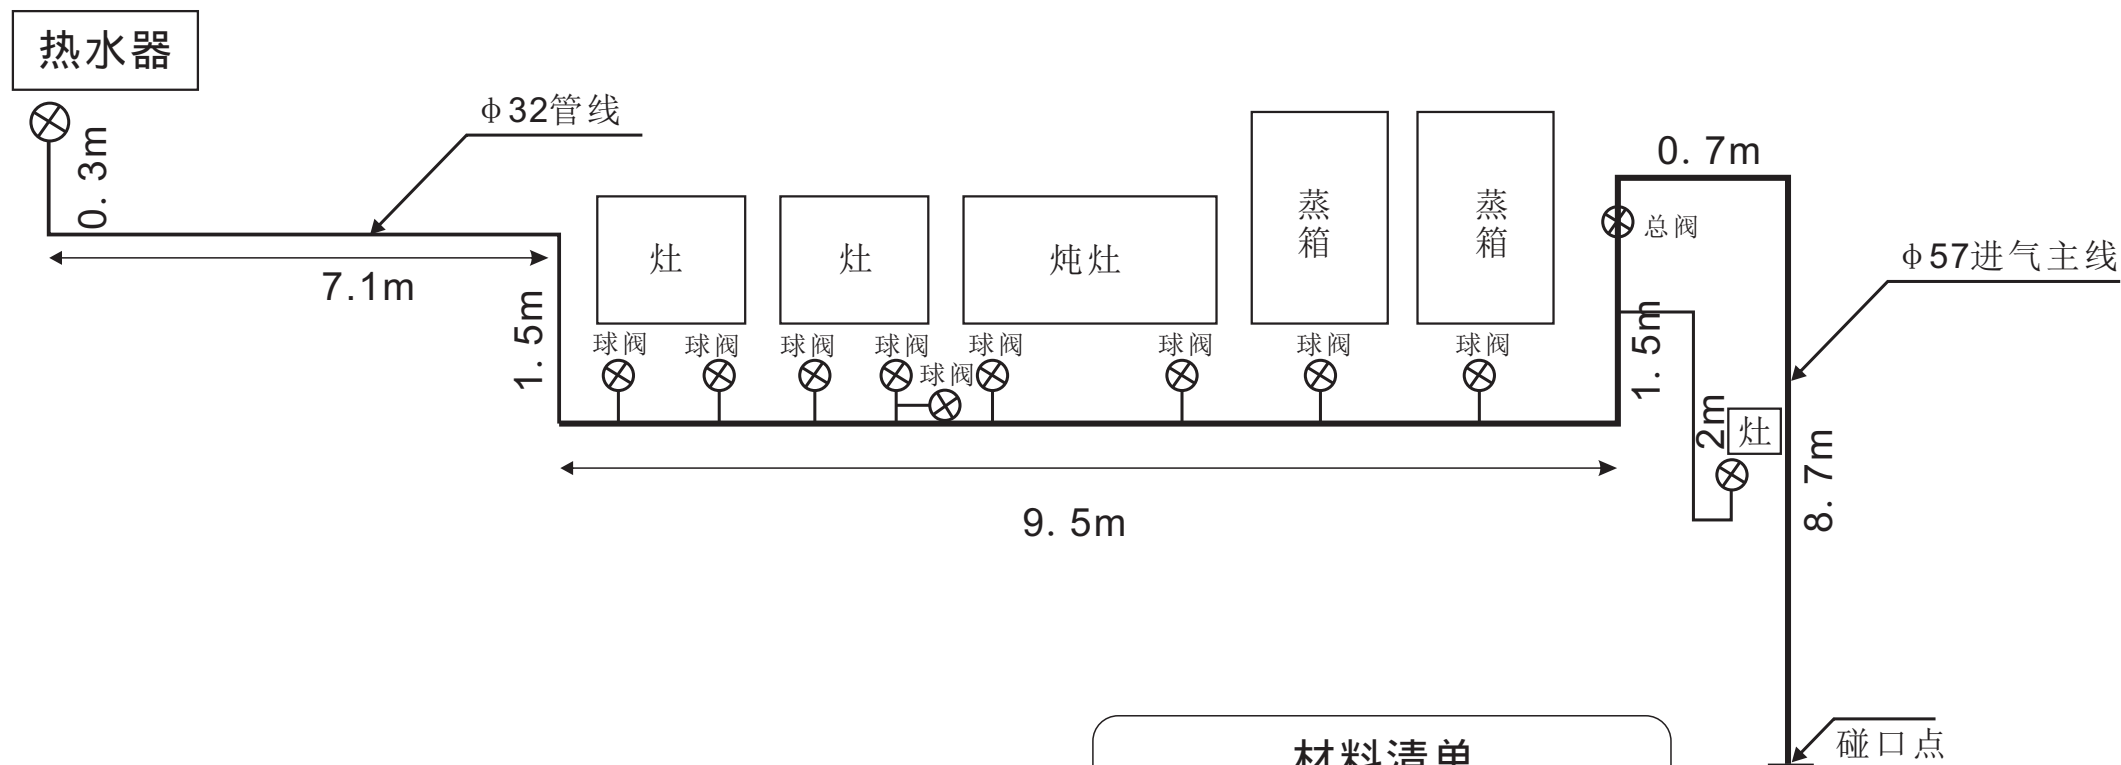 热水器
φ32管线
0.3m
7.1m
1.5m
灶
灶
炖灶
蒸箱
蒸箱
球阀
球阀
球阀
球阀
球阀
球阀
球阀
球阀
球阀
9.5m
0.7m
总阀
1.5m
2m
灶
φ57进气主线
8.7m
碰口点
材料清单